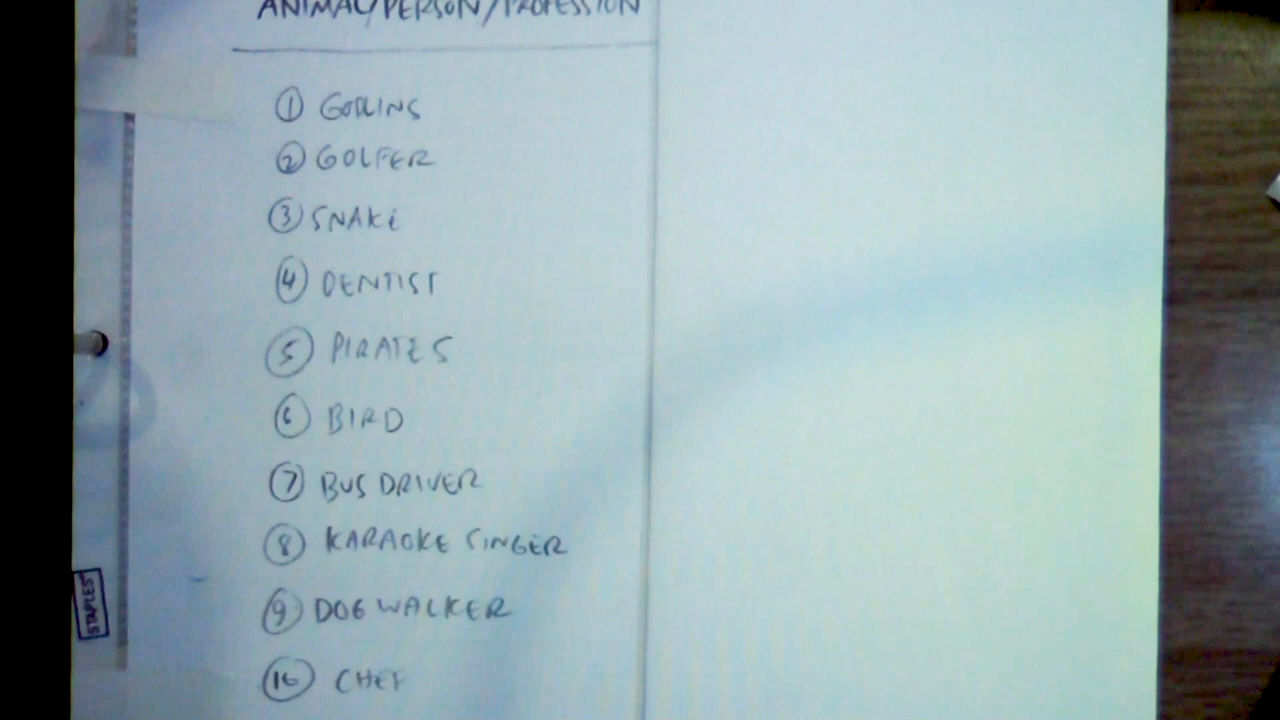 ANIMAL/PERSON/PROFESSION
1 GOBLINS
2 GOLFER
3 SNAKE
4 DENTIST
5 PIRATES
6 BIRD
7 BUS DRIVER
8 KARAOKE SINGER
9 DOG WALKER
10 CHEF
STAPLES